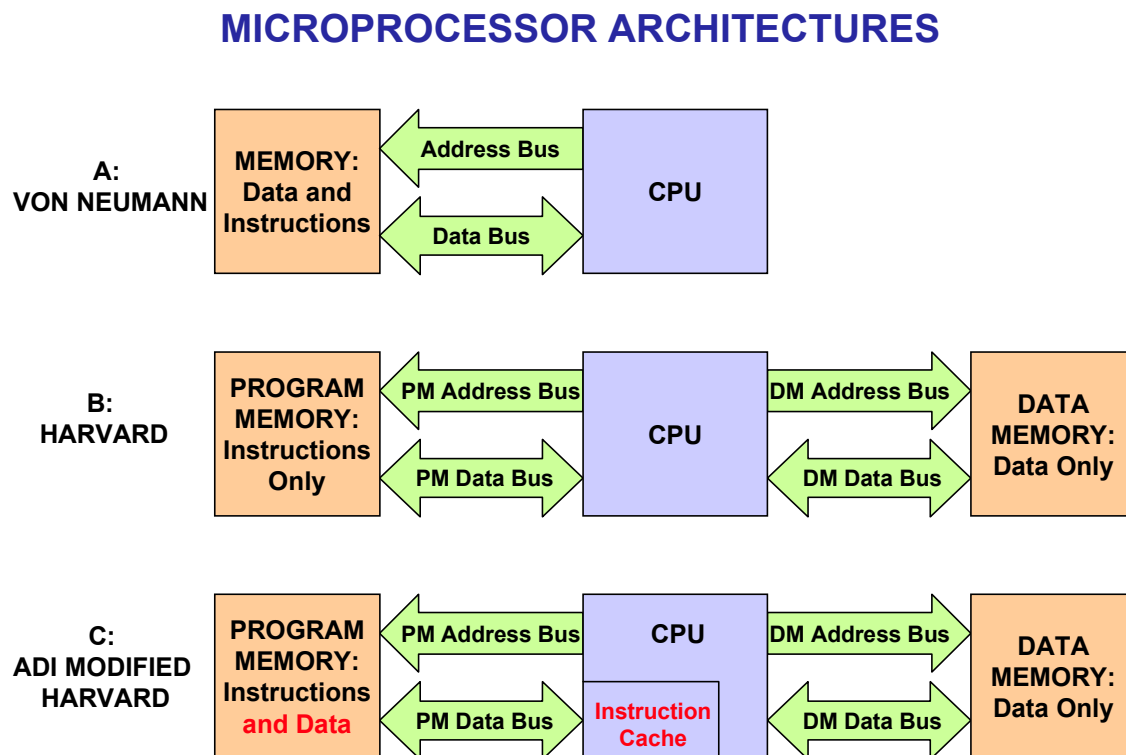 MICROPROCESSOR ARCHITECTURES
A:
VON NEUMANN
MEMORY:
Data and
Instructions
Address Bus
Data Bus
CPU
B:
HARVARD
PROGRAM
MEMORY:
Instructions
Only
PM Address Bus
PM Data Bus
CPU
DM Address Bus
DM Data Bus
DATA
MEMORY:
Data Only
C:
ADI MODIFIED
HARVARD
PROGRAM
MEMORY:
Instructions
and Data
PM Address Bus
PM Data Bus
CPU
Instruction
Cache
DM Address Bus
DM Data Bus
DATA
MEMORY:
Data Only